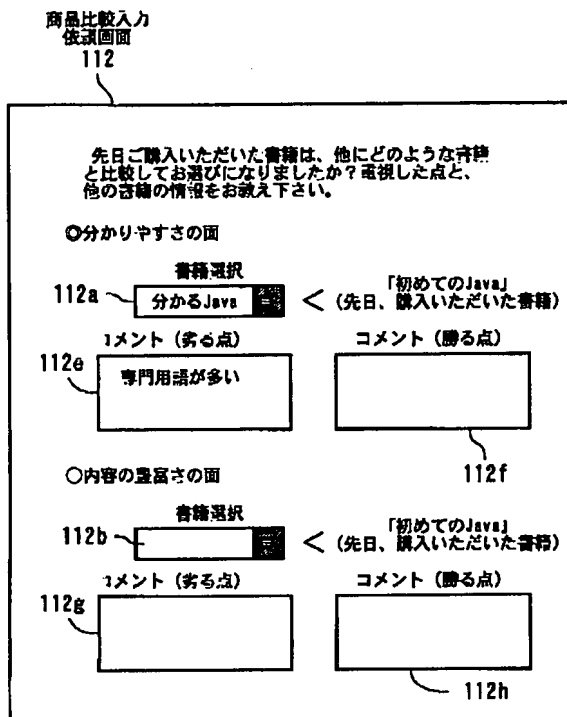 商品比較入力
依頼画面
112
先日ご購入いただいた書籍は、他にどのような書籍
と比較してお選びになりましたか？重視した点と、
他の書籍の情報をお教え下さい。
◎分かりやすさの面
書籍選択
112a 分かるJava ＜ 「初めてのJava」
(先日、購入いただいた書籍)
コメント (劣る点) コメント (勝る点)
112e 専門用語が多い
112f
○内容の豊富さの面
書籍選択
112b ＜ 「初めてのJava」
(先日、購入いただいた書籍)
コメント (劣る点) コメント (勝る点)
112g
112h